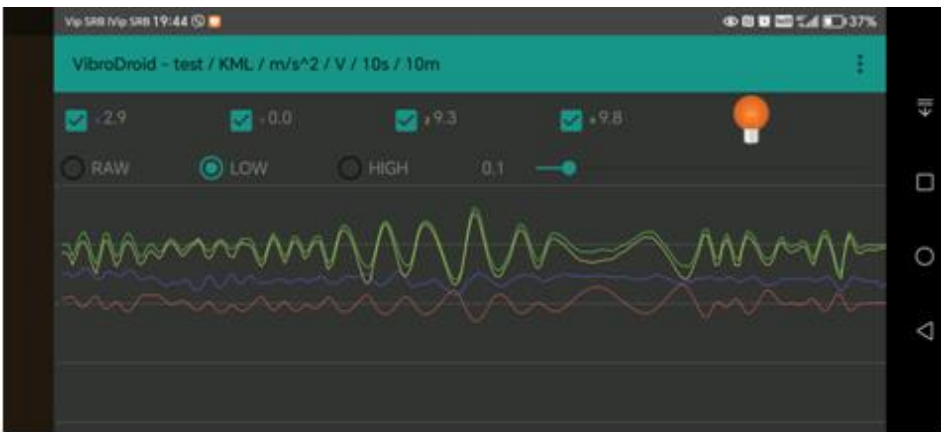 Vip SRB IVip SRB 19:44 37%
VibroDroid - test / KML / m/s^2 / V / 10s / 10m
2.9 0.0 9.3 9.8
RAW LOW HIGH 0.1